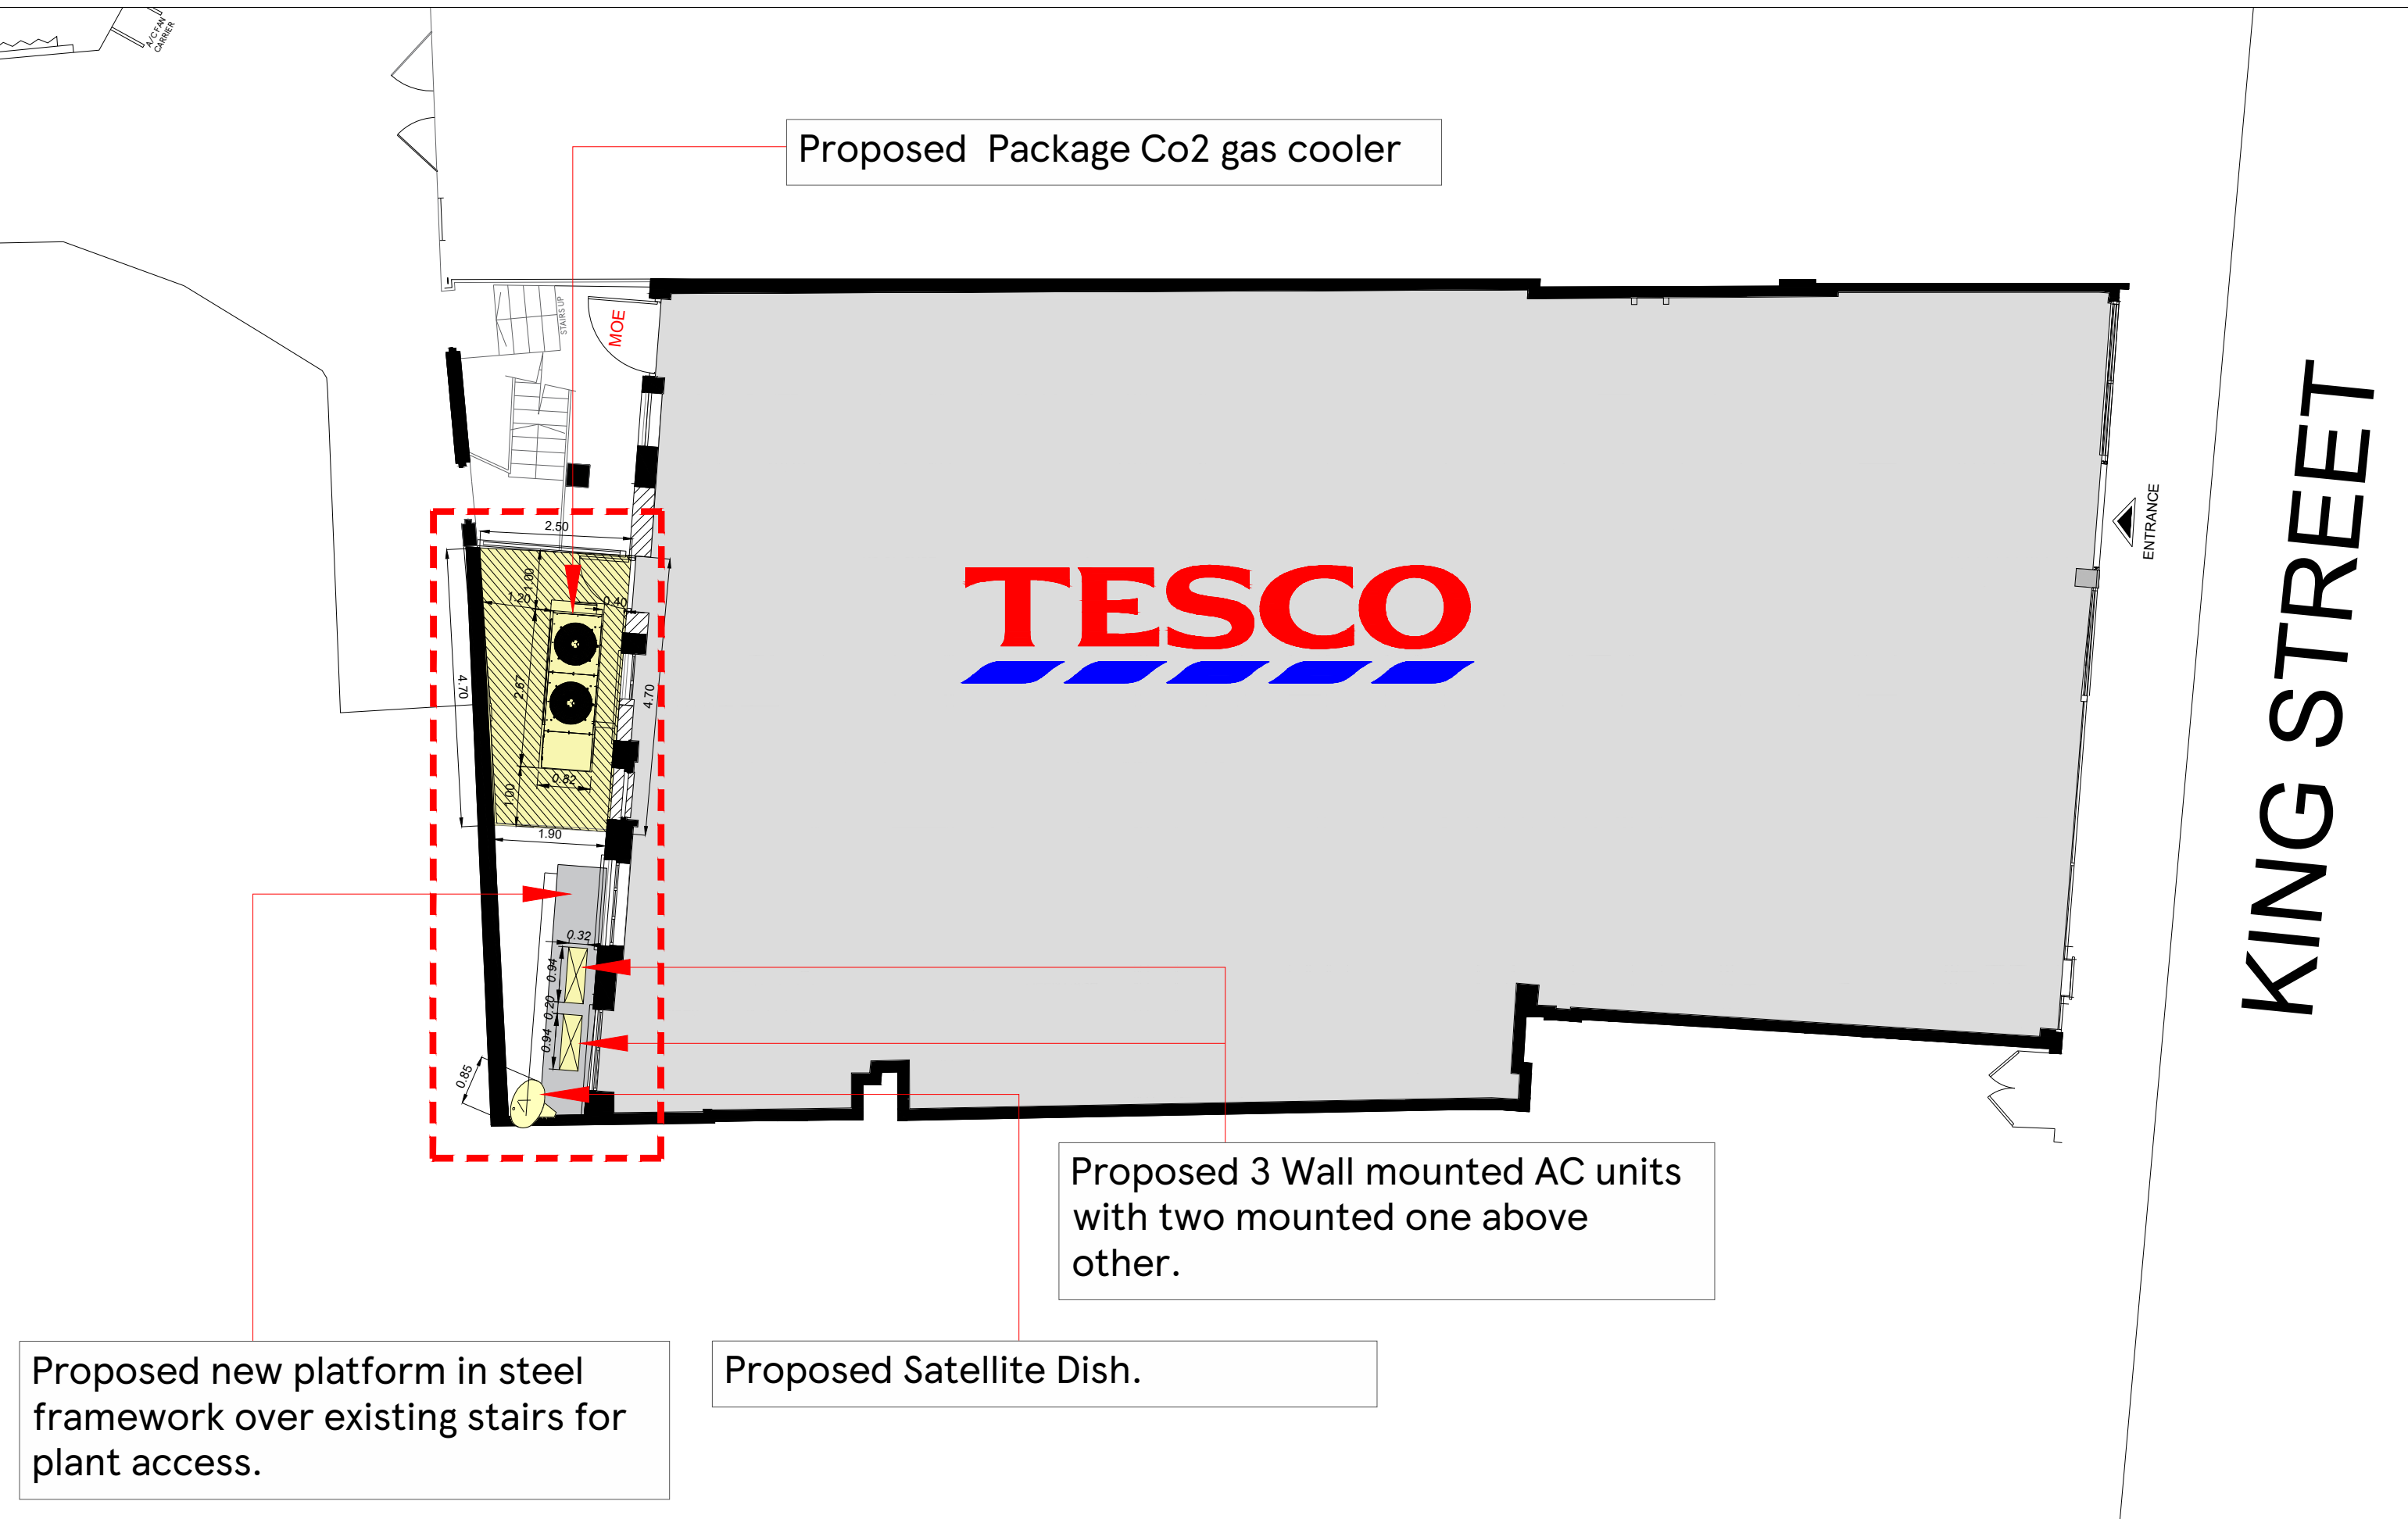 A/C FAN
CARRIER
Proposed  Package Co2 gas cooler
STAIRS UP
MOE
2.50
1.00
1.20
0.40
4.70
2.67
4.70
0.82
1.00
1.90
TESCO
ENTRANCE
KING STREET
0.32
0.94
0.20
0.94
0.85
Proposed 3 Wall mounted AC units
with two mounted one above
other.
Proposed new platform in steel
framework over existing stairs for
plant access.
Proposed Satellite Dish.